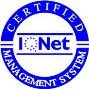 CERTIFIED
IQNet
MANAGEMENT SYSTEM